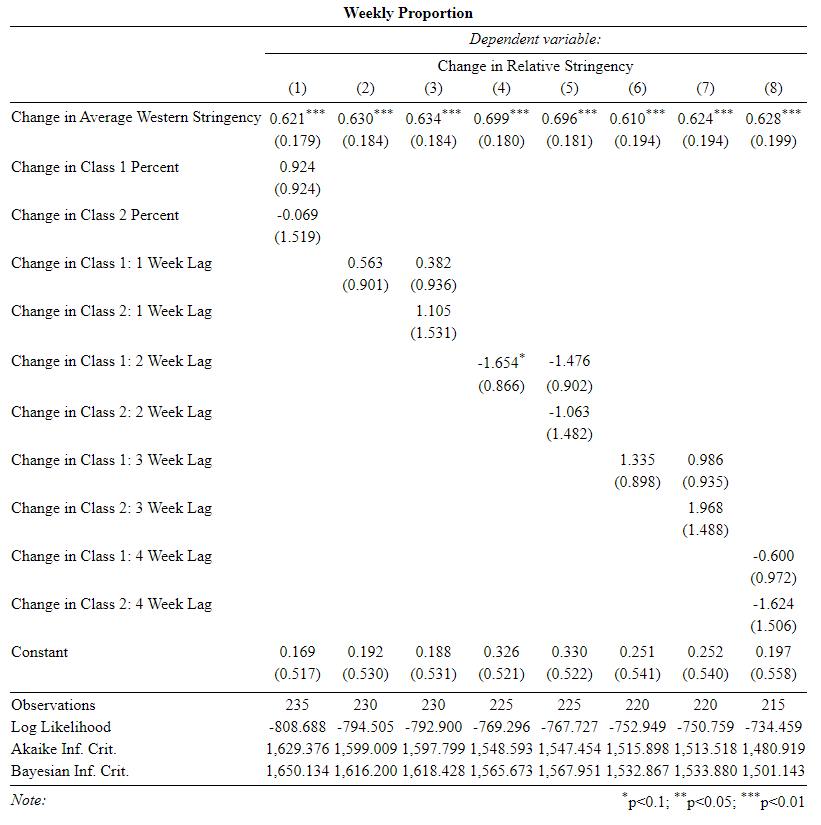 Weekly Proportion
Dependent variable:
Change in Relative Stringency
(1) (2) (3) (4) (5) (6) (7) (8)
Change in Average Western Stringency 0.621*** 0.630*** 0.634*** 0.699*** 0.696*** 0.610*** 0.624*** 0.628***
(0.179) (0.184) (0.184) (0.180) (0.181) (0.194) (0.194) (0.199)
Change in Class 1 Percent 0.924
(0.924)
Change in Class 2 Percent -0.069
(1.519)
Change in Class 1: 1 Week Lag 0.563 0.382
(0.901) (0.936)
Change in Class 2: 1 Week Lag 1.105
(1.531)
Change in Class 1: 2 Week Lag -1.654* -1.476
(0.866) (0.902)
Change in Class 2: 2 Week Lag -1.063
(1.482)
Change in Class 1: 3 Week Lag 1.335 0.986
(0.898) (0.935)
Change in Class 2: 3 Week Lag 1.968
(1.488)
Change in Class 1: 4 Week Lag -0.600
(0.972)
Change in Class 2: 4 Week Lag -1.624
(1.506)
Constant 0.169 0.192 0.188 0.326 0.330 0.251 0.252 0.197
(0.517) (0.530) (0.531) (0.521) (0.522) (0.541) (0.540) (0.558)
Observations 235 230 230 225 225 220 220 215
Log Likelihood -808.688 -794.505 -792.900 -769.296 -767.727 -752.949 -750.759 -734.459
Akaike Inf. Crit. 1,629.376 1,599.009 1,597.799 1,548.593 1,547.454 1,515.898 1,513.518 1,480.919
Bayesian Inf. Crit. 1,650.134 1,616.200 1,618.428 1,565.673 1,567.951 1,532.867 1,533.880 1,501.143
Note: *p<0.1; **p<0.05; ***p<0.01